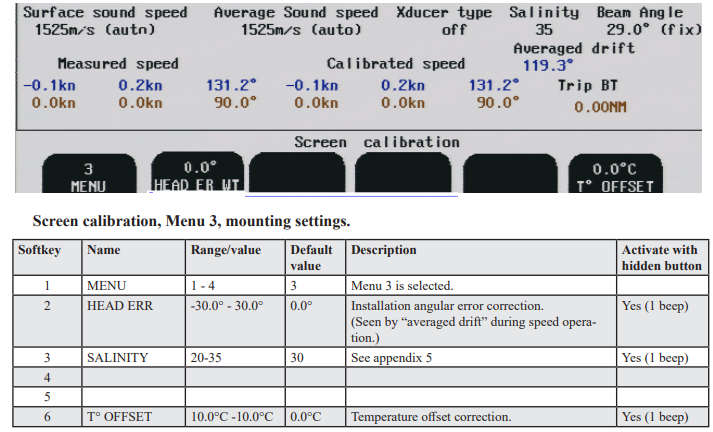 Surface sound speed Average Sound speed Xducer type Salinity Beam Angle
1525m/s (auto) 1525m/s (auto) off 35 29.0° (fix)
Averaged drift
Measured speed Calibrated speed 119.3°
-0.1kn 0.2kn 131.2° -0.1kn 0.2kn 131.2° Trip BT
0.0kn 0.0kn 90.0° 0.0kn 0.0kn 90.0° 0.00NM
Screen calibration
3 0.0° 0.0°C
MENU HEAD ER WT T° OFFSET
Screen calibration, Menu 3, mounting settings.
Softkey Name Range/value Default value Description Activate with hidden button
1 MENU 1 - 4 3 Menu 3 is selected.
2 HEAD ERR -30.0° - 30.0° 0.0° Installation angular error correction. Yes (1 beep)
(Seen by “averaged drift” during speed opera-
tion.)
3 SALINITY 20-35 30 See appendix 5 Yes (1 beep)
4
5
6 T° OFFSET 10.0°C -10.0°C 0.0°C Temperature offset correction. Yes (1 beep)